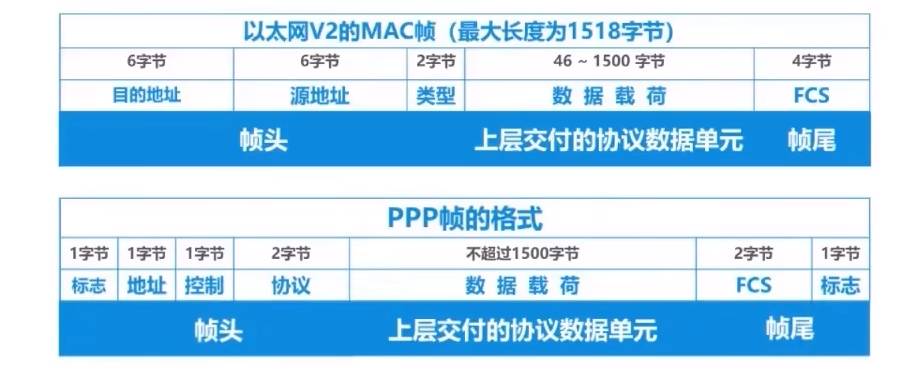 以太网V2的MAC帧（最大长度为1518字节）
6字节 6字节 2字节 46 ~ 1500 字节 4字节
目的地址 源地址 类型 数 据 载 荷 FCS
帧头 上层交付的协议数据单元 帧尾
PPP帧的格式
1字节 1字节 1字节 2字节 不超过1500字节 2字节 1字节
标志 地址 控制 协议 数 据 载 荷 FCS 标志
帧头 上层交付的协议数据单元 帧尾